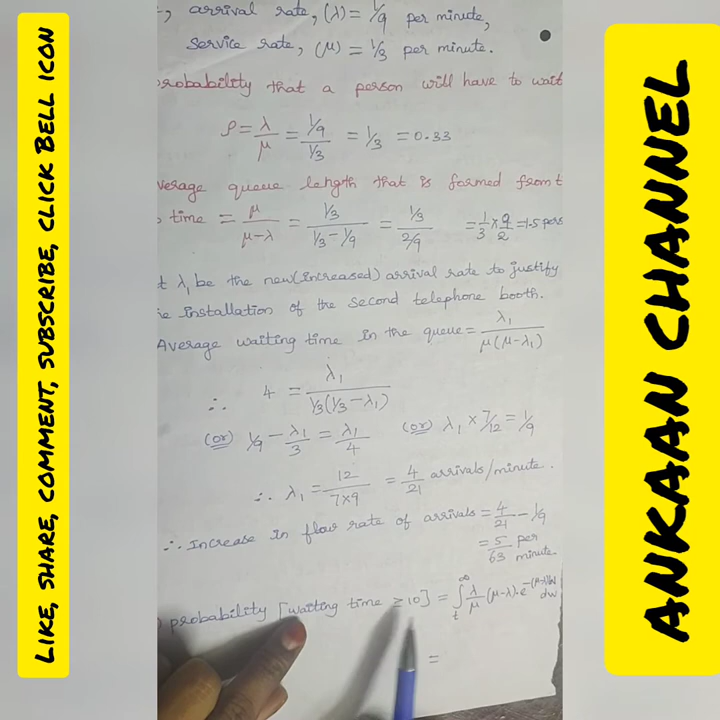 LIKE, SHARE, COMMENT, SUBSCRIBE, CLICK BELL ICON
, arrival rate, (λ) = 1/9 per minute,
service rate, (μ) = 1/3 per minute.
probability that a person will have to wait
ρ = λ/μ = (1/9)/(1/3) = 1/3 = 0.33
verage queue length that is formed from t
time = μ/(μ-λ) = (1/3)/(1/3 - 1/9) = (1/3)/(2/9) = 1/3 × 9/2 = 1.5 pers
t λ₁ be the new (increased) arrival rate to justify
e installation of the second telephone booth.
Average waiting time in the queue = λ₁/(μ(μ-λ₁))
∴ 4 = λ₁/(1/3(1/3 - λ₁))
(or) 1/9 - λ₁/3 = λ₁/4 (or) λ₁ × 7/12 = 1/9
∴ λ₁ = 12/(7×9) = 4/21 arrivals/minute.
∴ Increase in flow rate of arrivals = 4/21 - 1/9
= 5/63 per minute.
) probability [waiting time ≥ 10] = ∫ₜ^∞ λ/μ (μ-λ)·e^-(μ-λ)w dw
=
ANKAAN CHANNEL